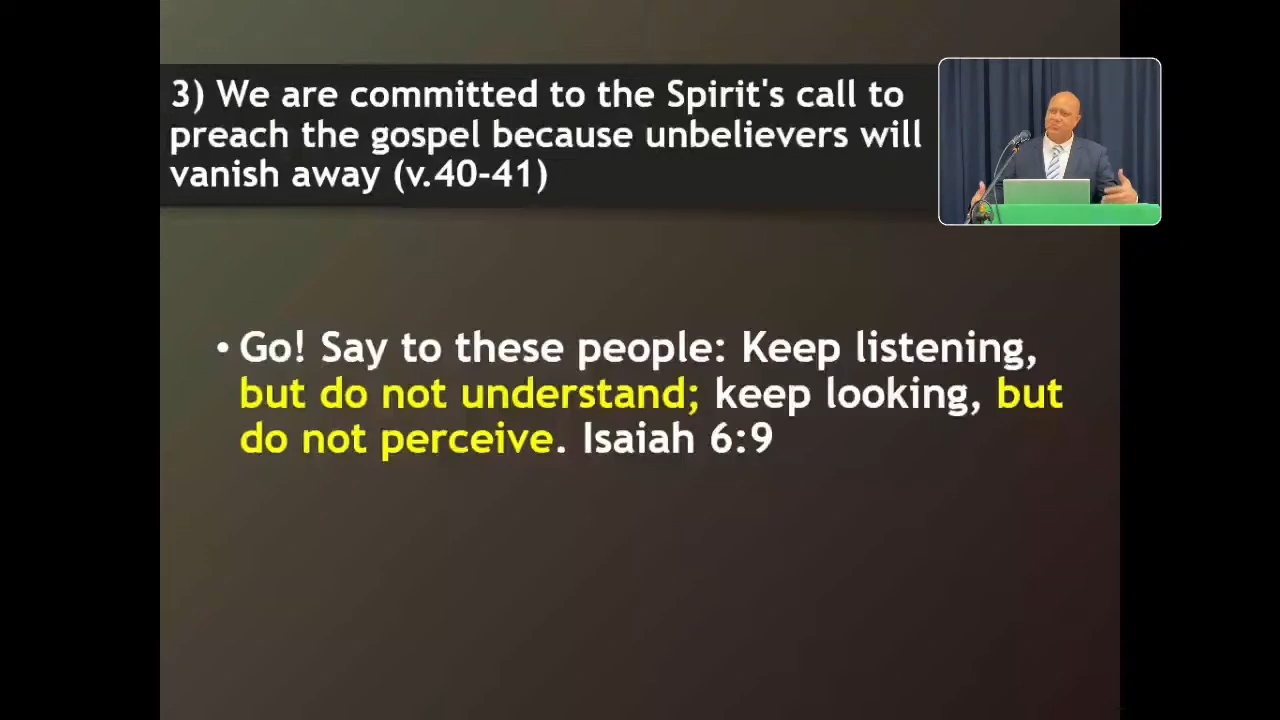 3) We are committed to the Spirit's call to
preach the gospel because unbelievers will
vanish away (v.40-41)
• Go! Say to these people: Keep listening,
but do not understand; keep looking, but
do not perceive. Isaiah 6:9